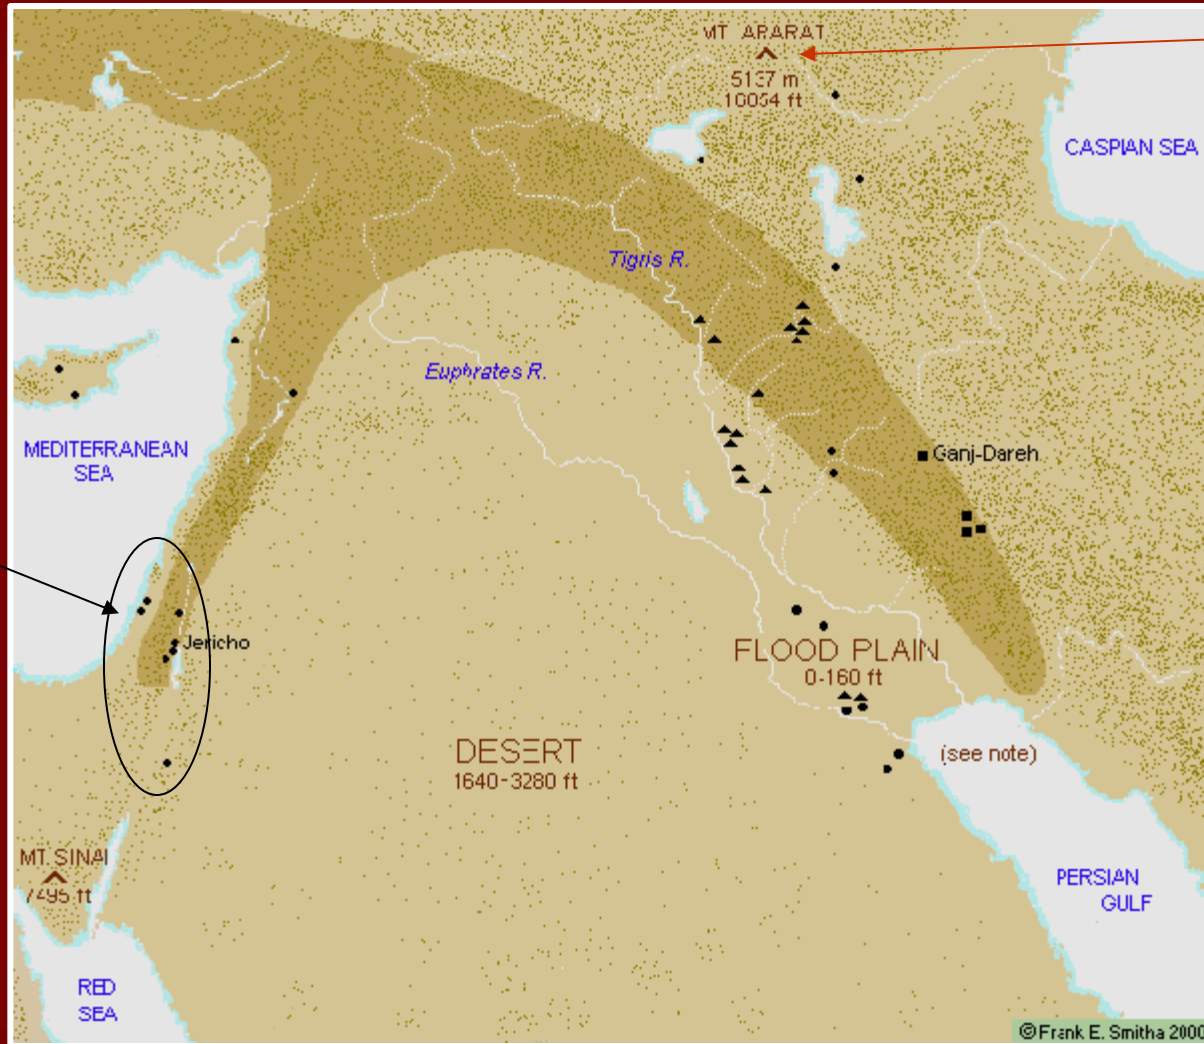 MT. ARARAT
5137 m
10054 ft
CASPIAN SEA
Tigris R.
Euphrates R.
MEDITERRANEAN
SEA
Ganj-Dareh
Jericho
FLOOD PLAIN
0-160 ft
DESERT
1640-3280 ft
(see note)
MT. SINAI
7495 ft
PERSIAN
GULF
RED
SEA
©Frank E. Smitha 2000